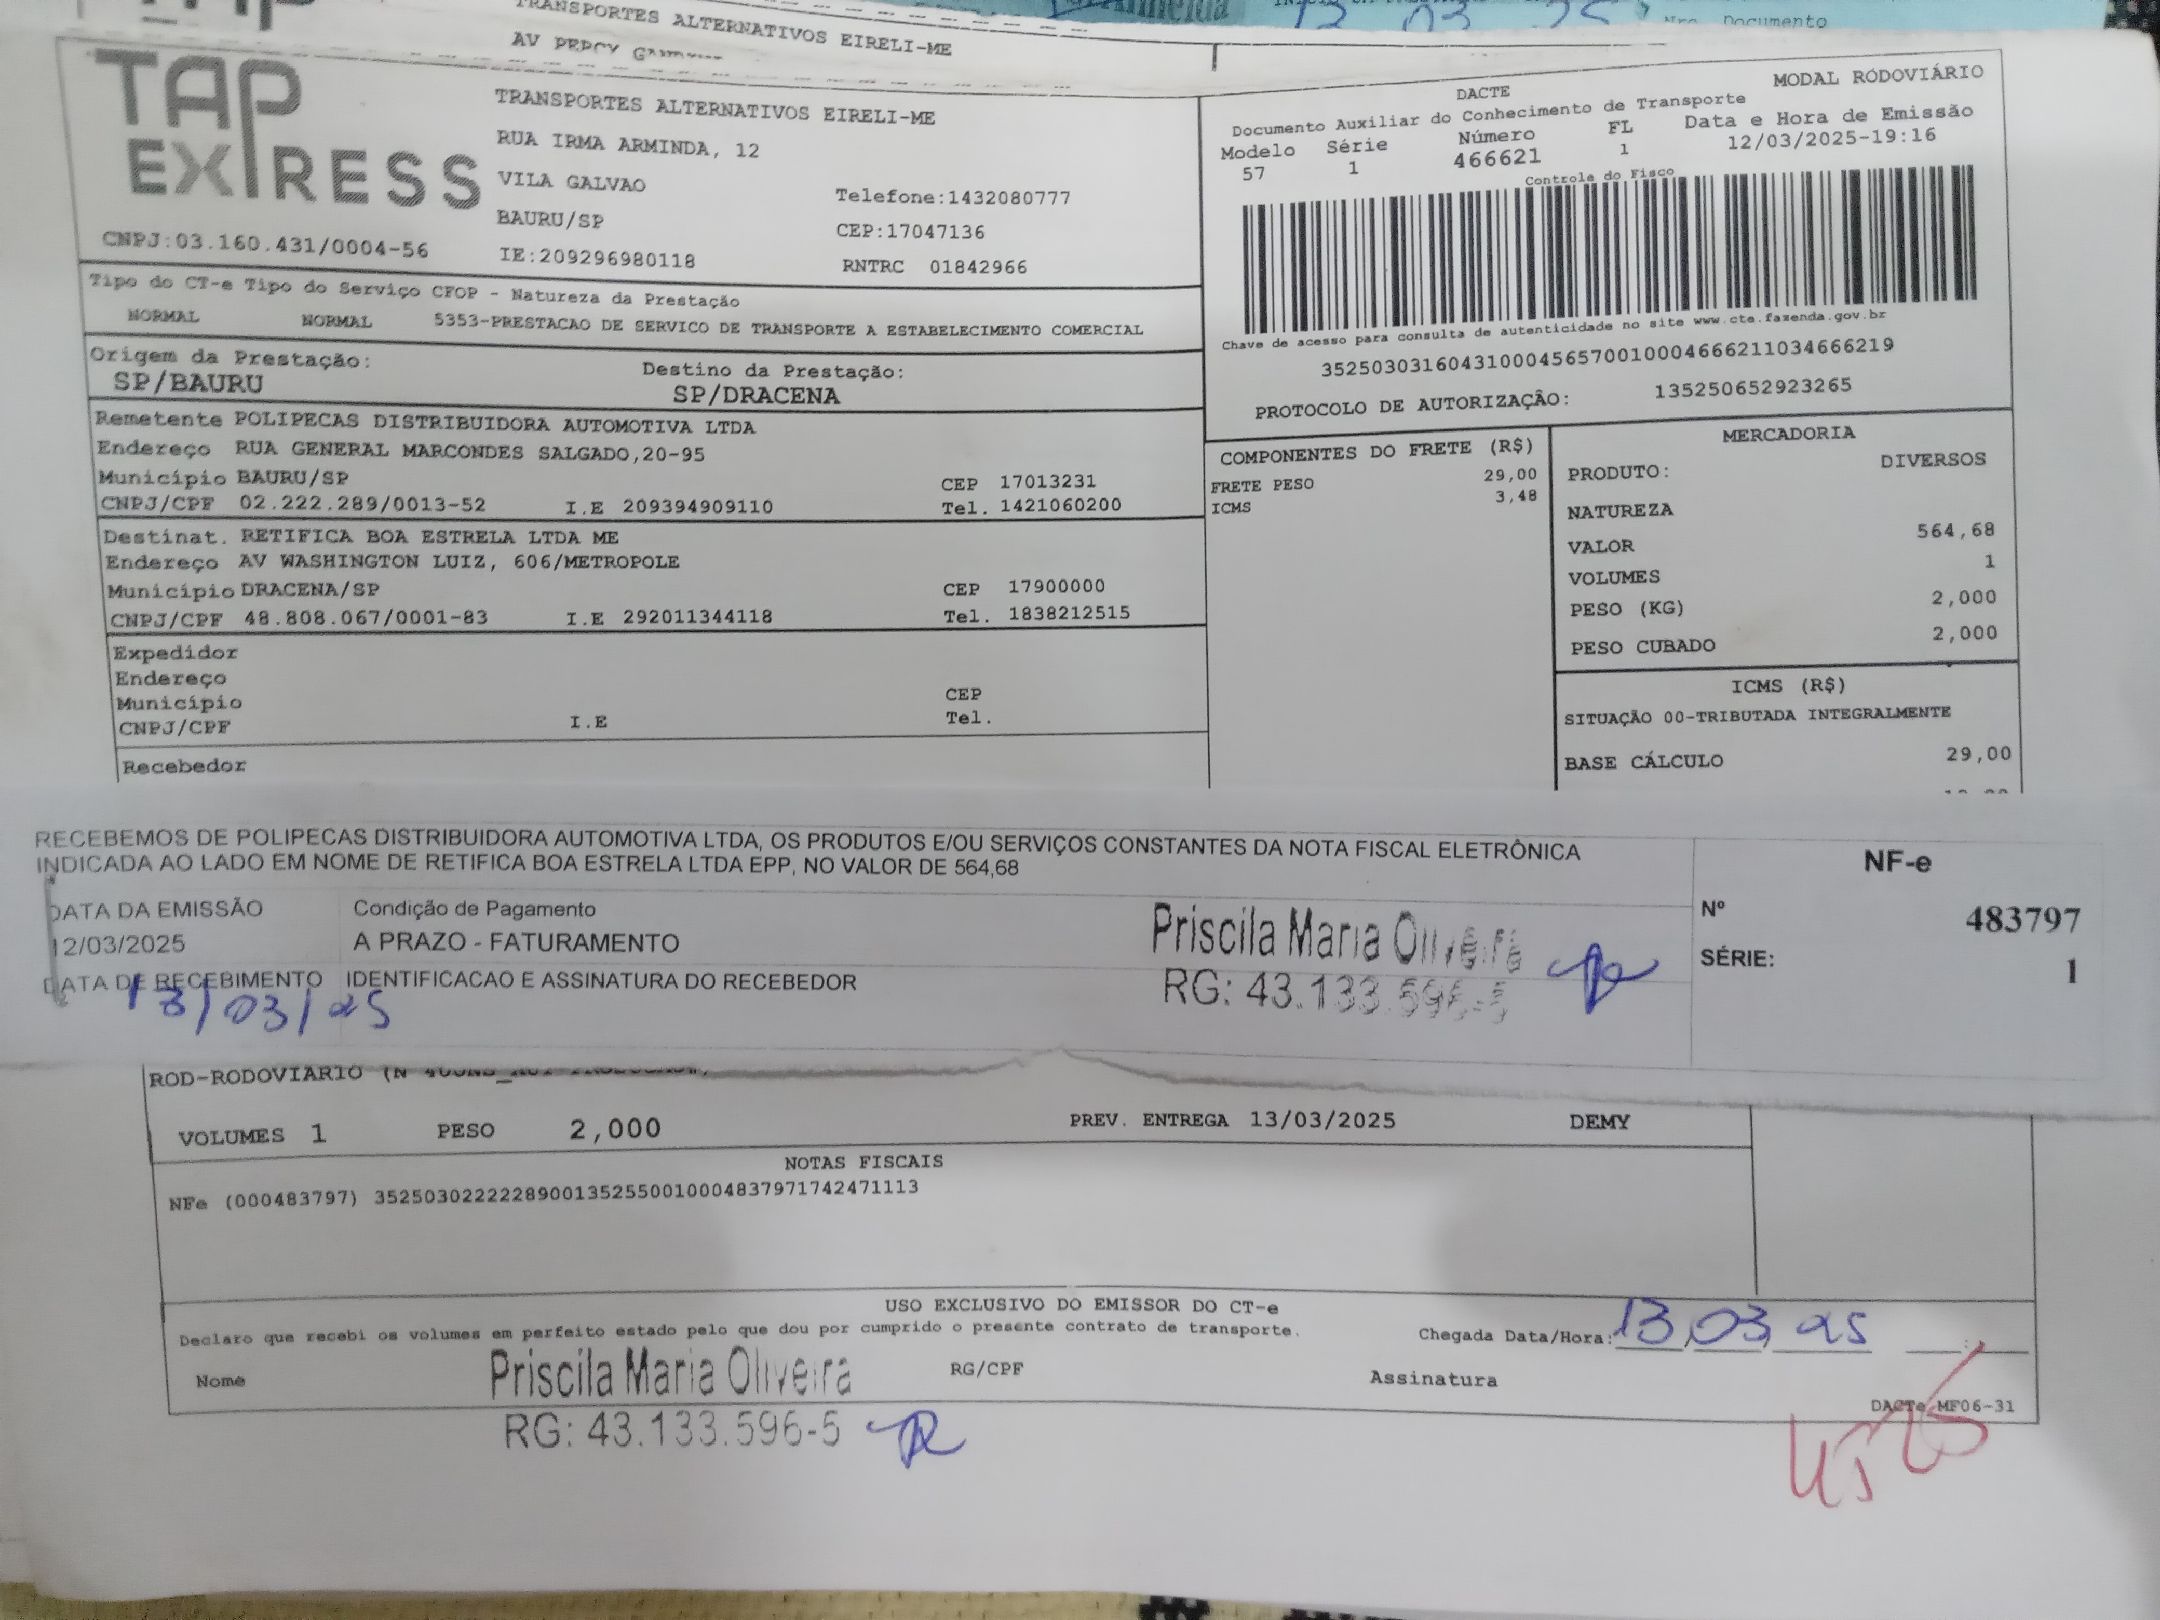 TRANSPORTES ALTERNATIVOS EIRELI-ME
AV PERCY
Nro. Documento
TAP EXPRESS
CNPJ:03.160.431/0004-56
TRANSPORTES ALTERNATIVOS EIRELI-ME
RUA IRMA ARMINDA, 12
VILA GALVAO
Telefone:1432080777
BAURU/SP
CEP:17047136
IE:209296980118
RNTRC 01842966
DACTE
MODAL RODOVIÁRIO
Documento Auxiliar do Conhecimento de Transporte
Modelo Série Número FL Data e Hora de Emissão
57 1 466621 1 12/03/2025-19:16
Controle do Fisco
Chave de acesso para consulta de autenticidade no site www.cte.fazenda.gov.br
35250303160431000456570010004666211034666219
PROTOCOLO DE AUTORIZAÇÃO: 135250652923265
Tipo do CT-e Tipo do Serviço CFOP - Natureza da Prestação
NORMAL NORMAL 5353-PRESTACAO DE SERVICO DE TRANSPORTE A ESTABELECIMENTO COMERCIAL
Origem da Prestação: Destino da Prestação:
SP/BAURU SP/DRACENA
Remetente POLIPECAS DISTRIBUIDORA AUTOMOTIVA LTDA
Endereço RUA GENERAL MARCONDES SALGADO,20-95
Município BAURU/SP CEP 17013231
CNPJ/CPF 02.222.289/0013-52 I.E 209394909110 Tel. 1421060200
Destinat. RETIFICA BOA ESTRELA LTDA ME
Endereço AV WASHINGTON LUIZ, 606/METROPOLE
Município DRACENA/SP CEP 17900000
CNPJ/CPF 48.808.067/0001-83 I.E 292011344118 Tel. 1838212515
Expedidor
Endereço
Município CEP
CNPJ/CPF I.E Tel.
Recebedor
COMPONENTES DO FRETE (R$)
FRETE PESO 29,00
ICMS 3,48
MERCADORIA
PRODUTO: DIVERSOS
NATUREZA
VALOR 564,68
VOLUMES 1
PESO (KG) 2,000
PESO CUBADO 2,000
ICMS (R$)
SITUAÇÃO 00-TRIBUTADA INTEGRALMENTE
BASE CÁLCULO 29,00
RECEBEMOS DE POLIPECAS DISTRIBUIDORA AUTOMOTIVA LTDA, OS PRODUTOS E/OU SERVIÇOS CONSTANTES DA NOTA FISCAL ELETRÔNICA
INDICADA AO LADO EM NOME DE RETIFICA BOA ESTRELA LTDA EPP, NO VALOR DE 564,68
DATA DA EMISSÃO Condição de Pagamento
12/03/2025 A PRAZO - FATURAMENTO
DATA DE RECEBIMENTO IDENTIFICACAO E ASSINATURA DO RECEBEDOR
13/03/25
Priscila Maria Oliveira
RG: 43.133.596-5
NF-e
Nº 483797
SÉRIE: 1
ROD-RODOVIARIO
VOLUMES 1 PESO 2,000 PREV. ENTREGA 13/03/2025 DEMY
NOTAS FISCAIS
NFe (000483797) 35250302222289001352550010004837971742471113
USO EXCLUSIVO DO EMISSOR DO CT-e
Declaro que recebi os volumes em perfeito estado pelo que dou por cumprido o presente contrato de transporte.
Chegada Data/Hora: 13 03 25
Nome Priscila Maria Oliveira RG/CPF Assinatura
RG: 43.133.596-5
DACTe MF06-31